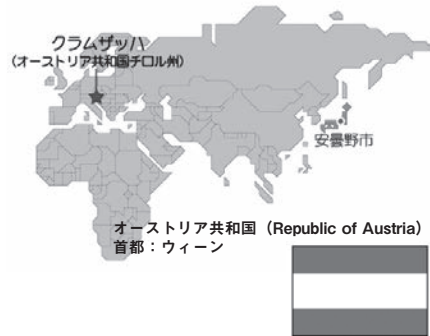 クラムザッハ
(オーストリア共和国チロル州)
安曇野市
オーストリア共和国（Republic of Austria）
首都：ウィーン